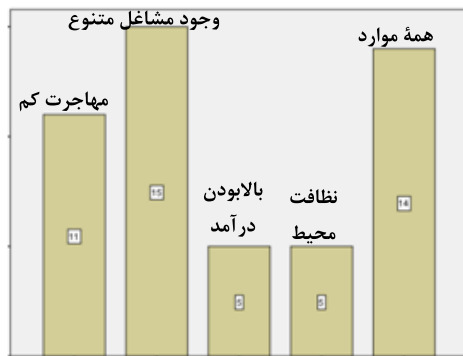 وجود مشاغل متنوع
همهٔ موارد
مهاجرت کم
بالابودن
درآمد
نظافت
محیط
15
14
11
5
5